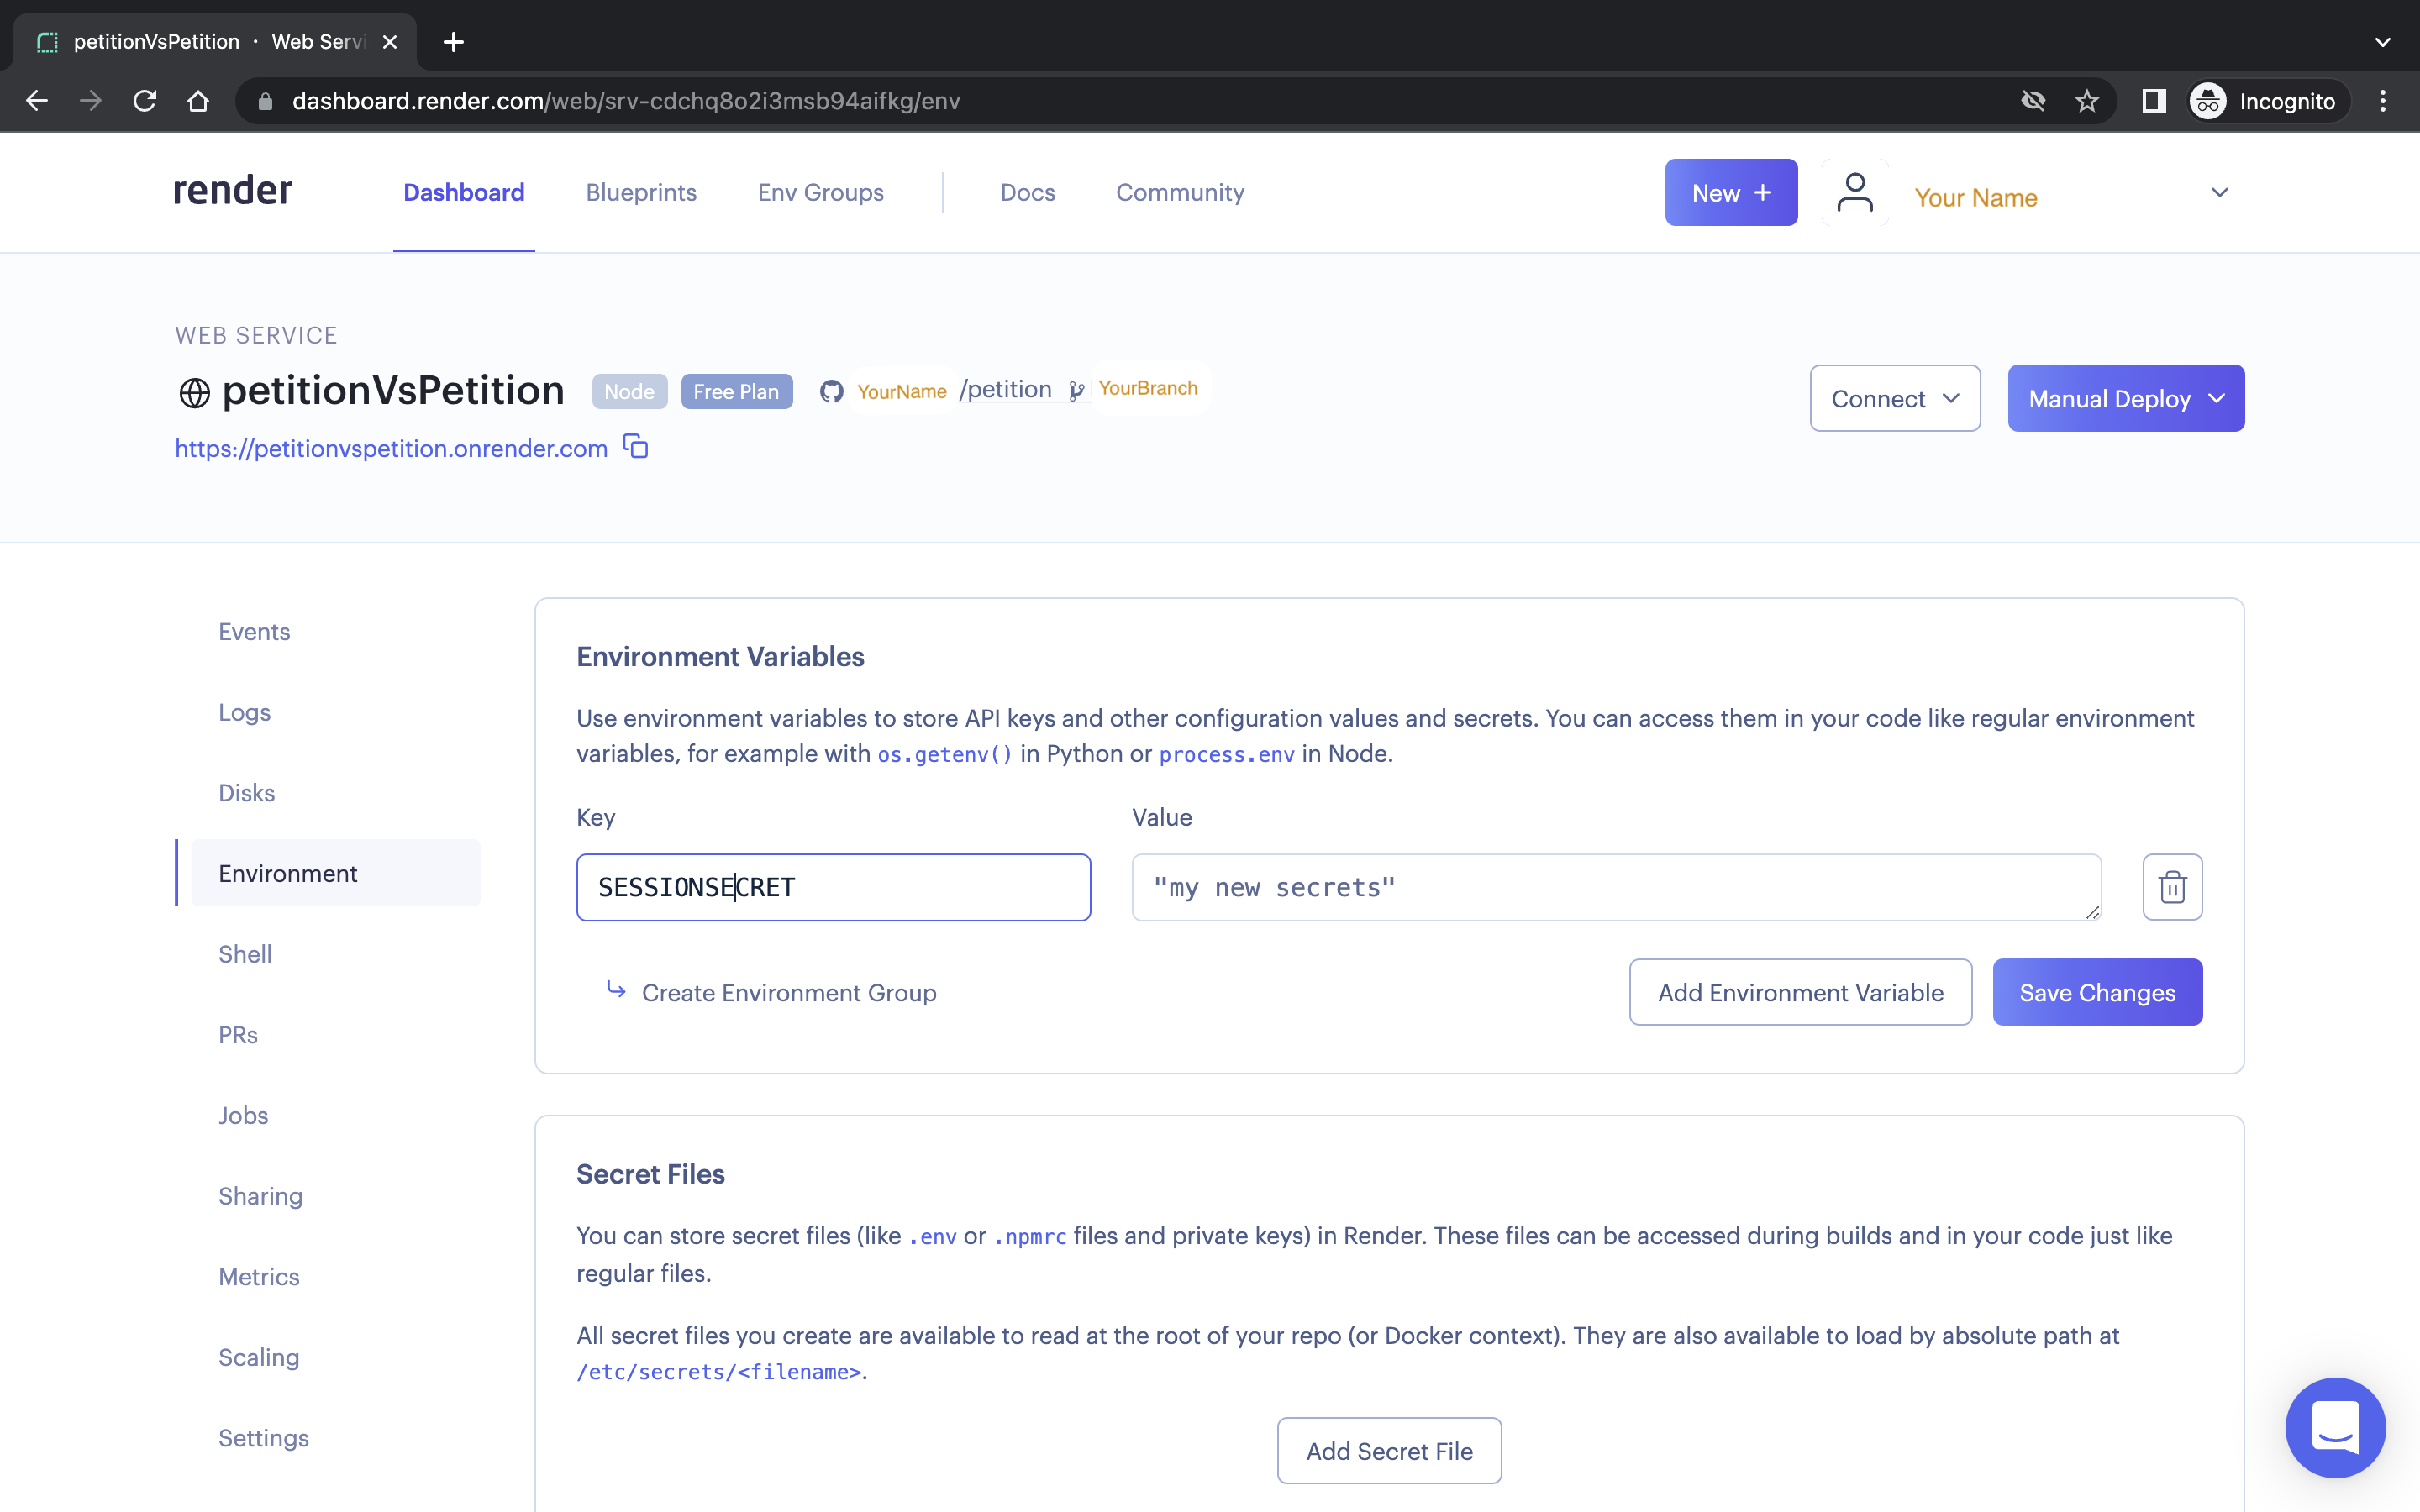 petitionVsPetition · Web Servi
dashboard.render.com/web/srv-cdchq8o2i3msb94aifkg/env
Incognito
render
Dashboard
Blueprints
Env Groups
Docs
Community
New +
Your Name
WEB SERVICE
petitionVsPetition
Node
Free Plan
YourName /petition
YourBranch
Connect
Manual Deploy
https://petitionvspetition.onrender.com
Events
Logs
Disks
Environment
Shell
PRs
Jobs
Sharing
Metrics
Scaling
Settings
Environment Variables
Use environment variables to store API keys and other configuration values and secrets. You can access them in your code like regular environment
variables, for example with os.getenv() in Python or process.env in Node.
Key
Value
SESSIONSECRET
"my new secrets"
Create Environment Group
Add Environment Variable
Save Changes
Secret Files
You can store secret files (like .env or .npmrc files and private keys) in Render. These files can be accessed during builds and in your code just like
regular files.
All secret files you create are available to read at the root of your repo (or Docker context). They are also available to load by absolute path at
/etc/secrets/<filename>.
Add Secret File